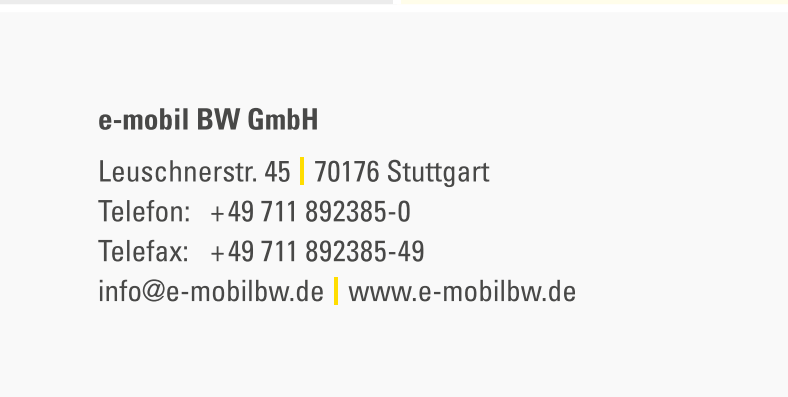 e-mobil BW GmbH
Leuschnerstr. 45 | 70176 Stuttgart
Telefon: +49 711 892385-0
Telefax: +49 711 892385-49
info@e-mobilbw.de | www.e-mobilbw.de